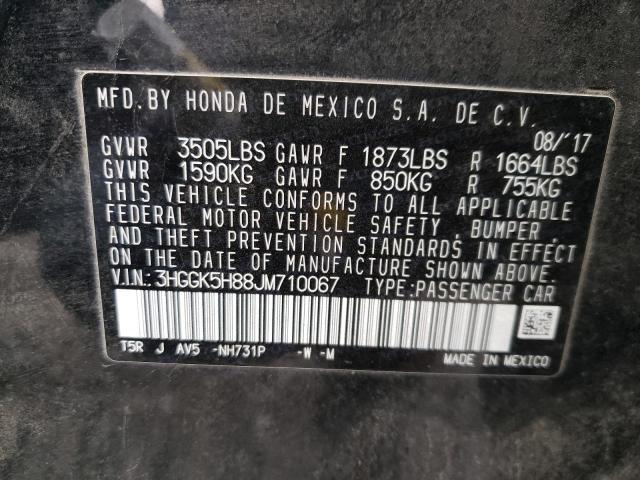 MFD. BY HONDA DE MEXICO S.A. DE C.V.
08/'17
GVWR 3505LBS GAWR F 1873LBS R 1664LBS
GVWR 1590KG GAWR F 850KG R 755KG
THIS VEHICLE CONFORMS TO ALL APPLICABLE
FEDERAL MOTOR VEHICLE SAFETY, BUMPER,
AND THEFT PREVENTION STANDARDS IN EFFECT
ON THE DATE OF MANUFACTURE SHOWN ABOVE.
V.I.N.: 3HGGK5H88JM710067 TYPE:PASSENGER CAR
T5R J AV5 -NH731P -W -M
MADE IN MEXICO